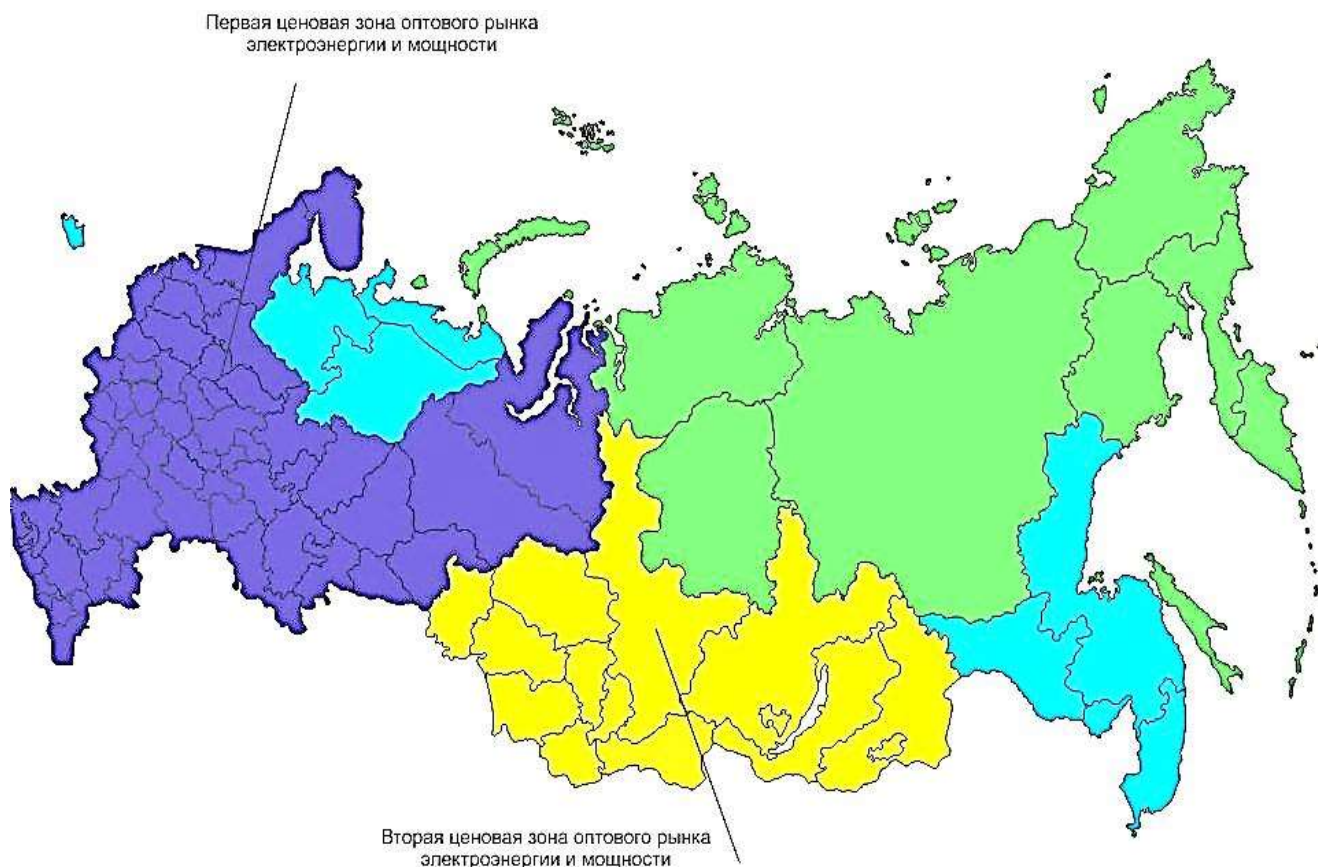 Первая ценовая зона оптового рынка
электроэнергии и мощности
Вторая ценовая зона оптового рынка
электроэнергии и мощности